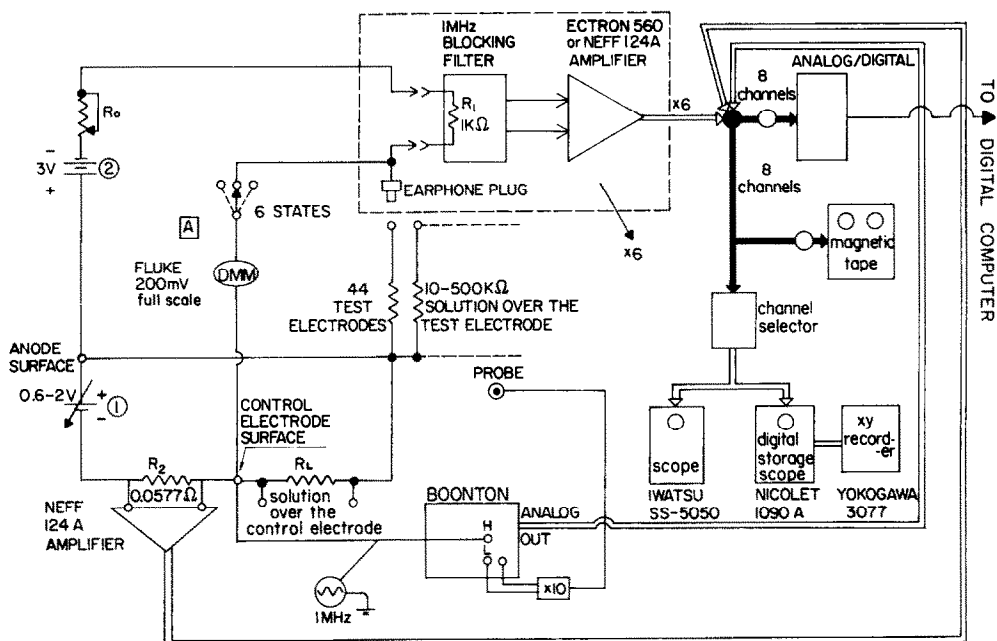 1MHz
BLOCKING
FILTER
ECTRON 560
or NEFF 124A
AMPLIFIER
R₁
1KΩ
x6
8
channels
ANALOG/DIGITAL
TO
DIGITAL COMPUTER
R₀
-
3V
+
②
EARPHONE PLUG
6 STATES
A
x6
8
channels
magnetic
tape
FLUKE
200mV
full scale
DMM
44
TEST
ELECTRODES
10-500KΩ
SOLUTION OVER THE
TEST ELECTRODE
channel
selector
ANODE
SURFACE
PROBE
0.6-2V
+
-
①
CONTROL
ELECTRODE
SURFACE
scope
digital
storage
scope
xy
record-
er
IWATSU
SS-5050
NICOLET
1090 A
YOKOGAWA
3077
R₂
0.0577Ω
R_L
solution
over the
control electrode
NEFF
124 A
AMPLIFIER
BOONTON
H
L
ANALOG
OUT
x10
1MHz